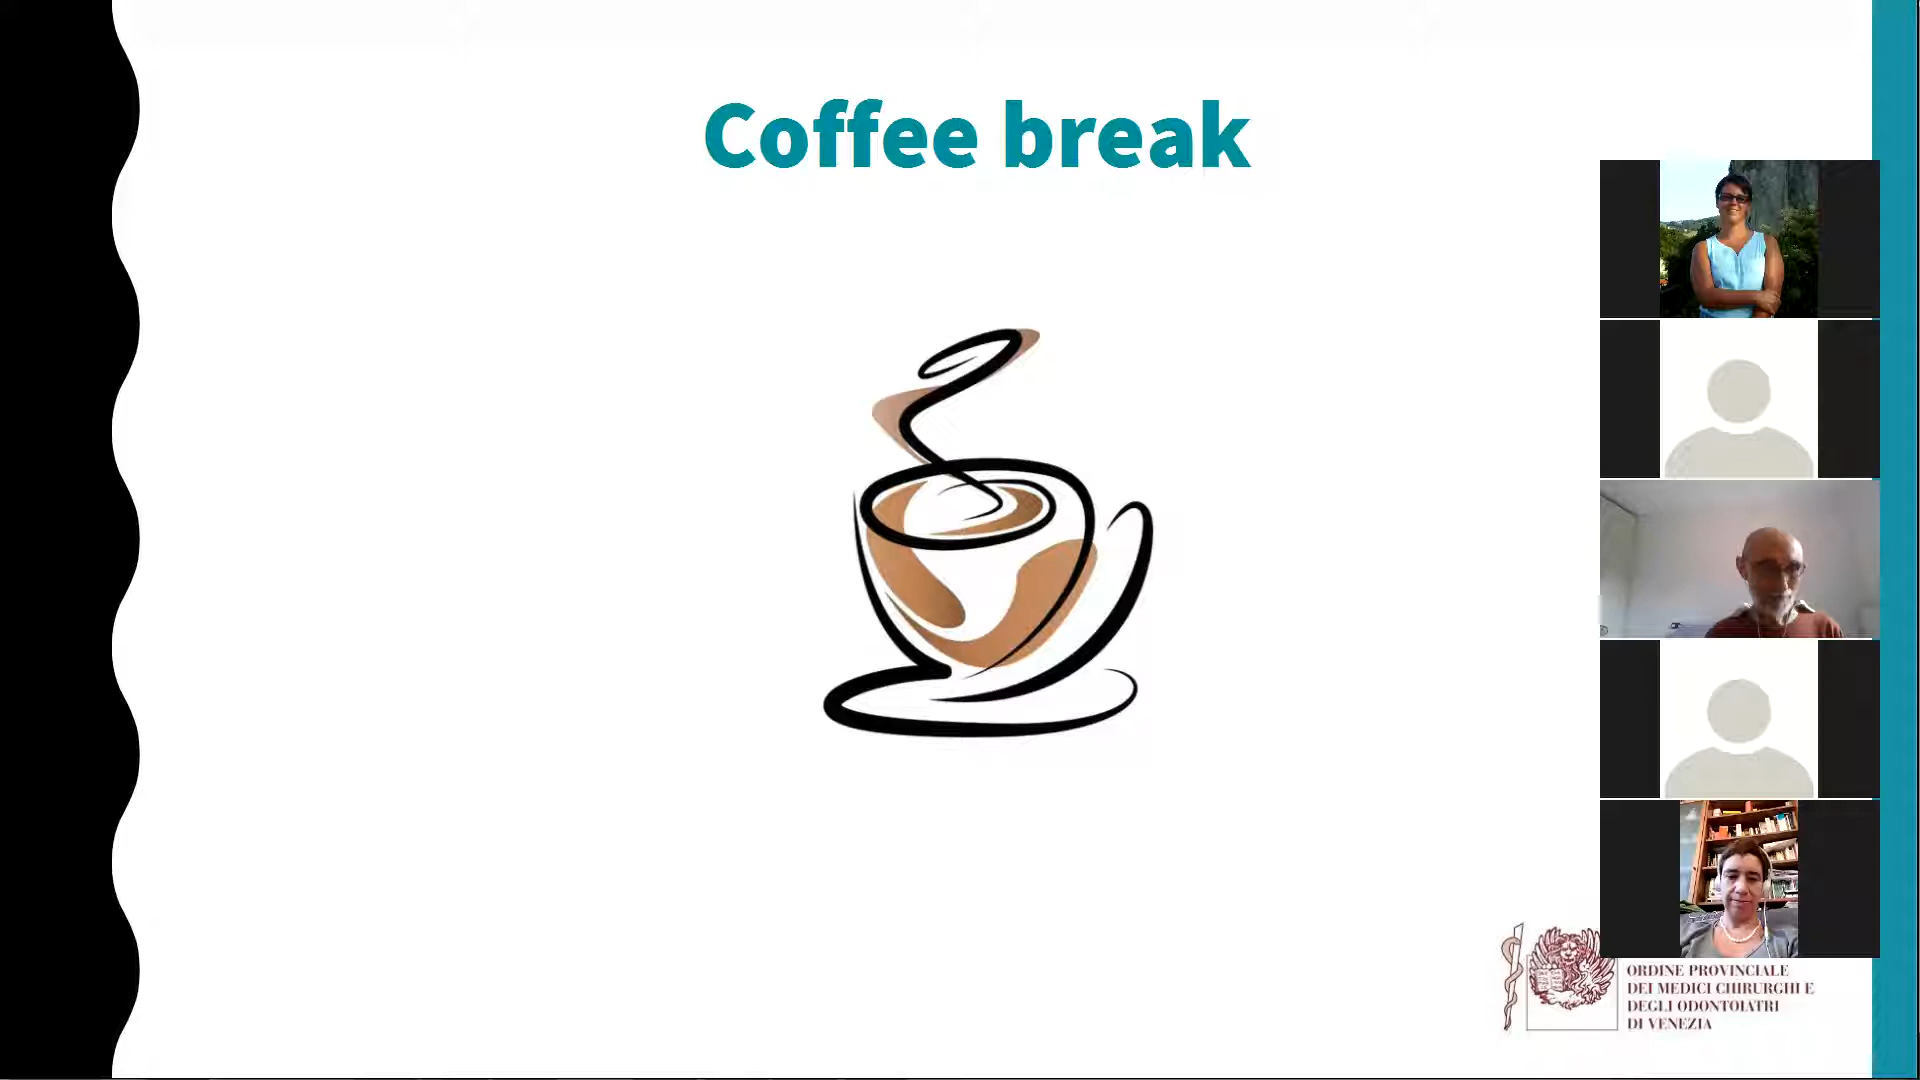 Coffee break
ORDINE PROVINCIALE
DEI MEDICI CHIRURGHI E
DEGLI ODONTOIATRI
DI VENEZIA